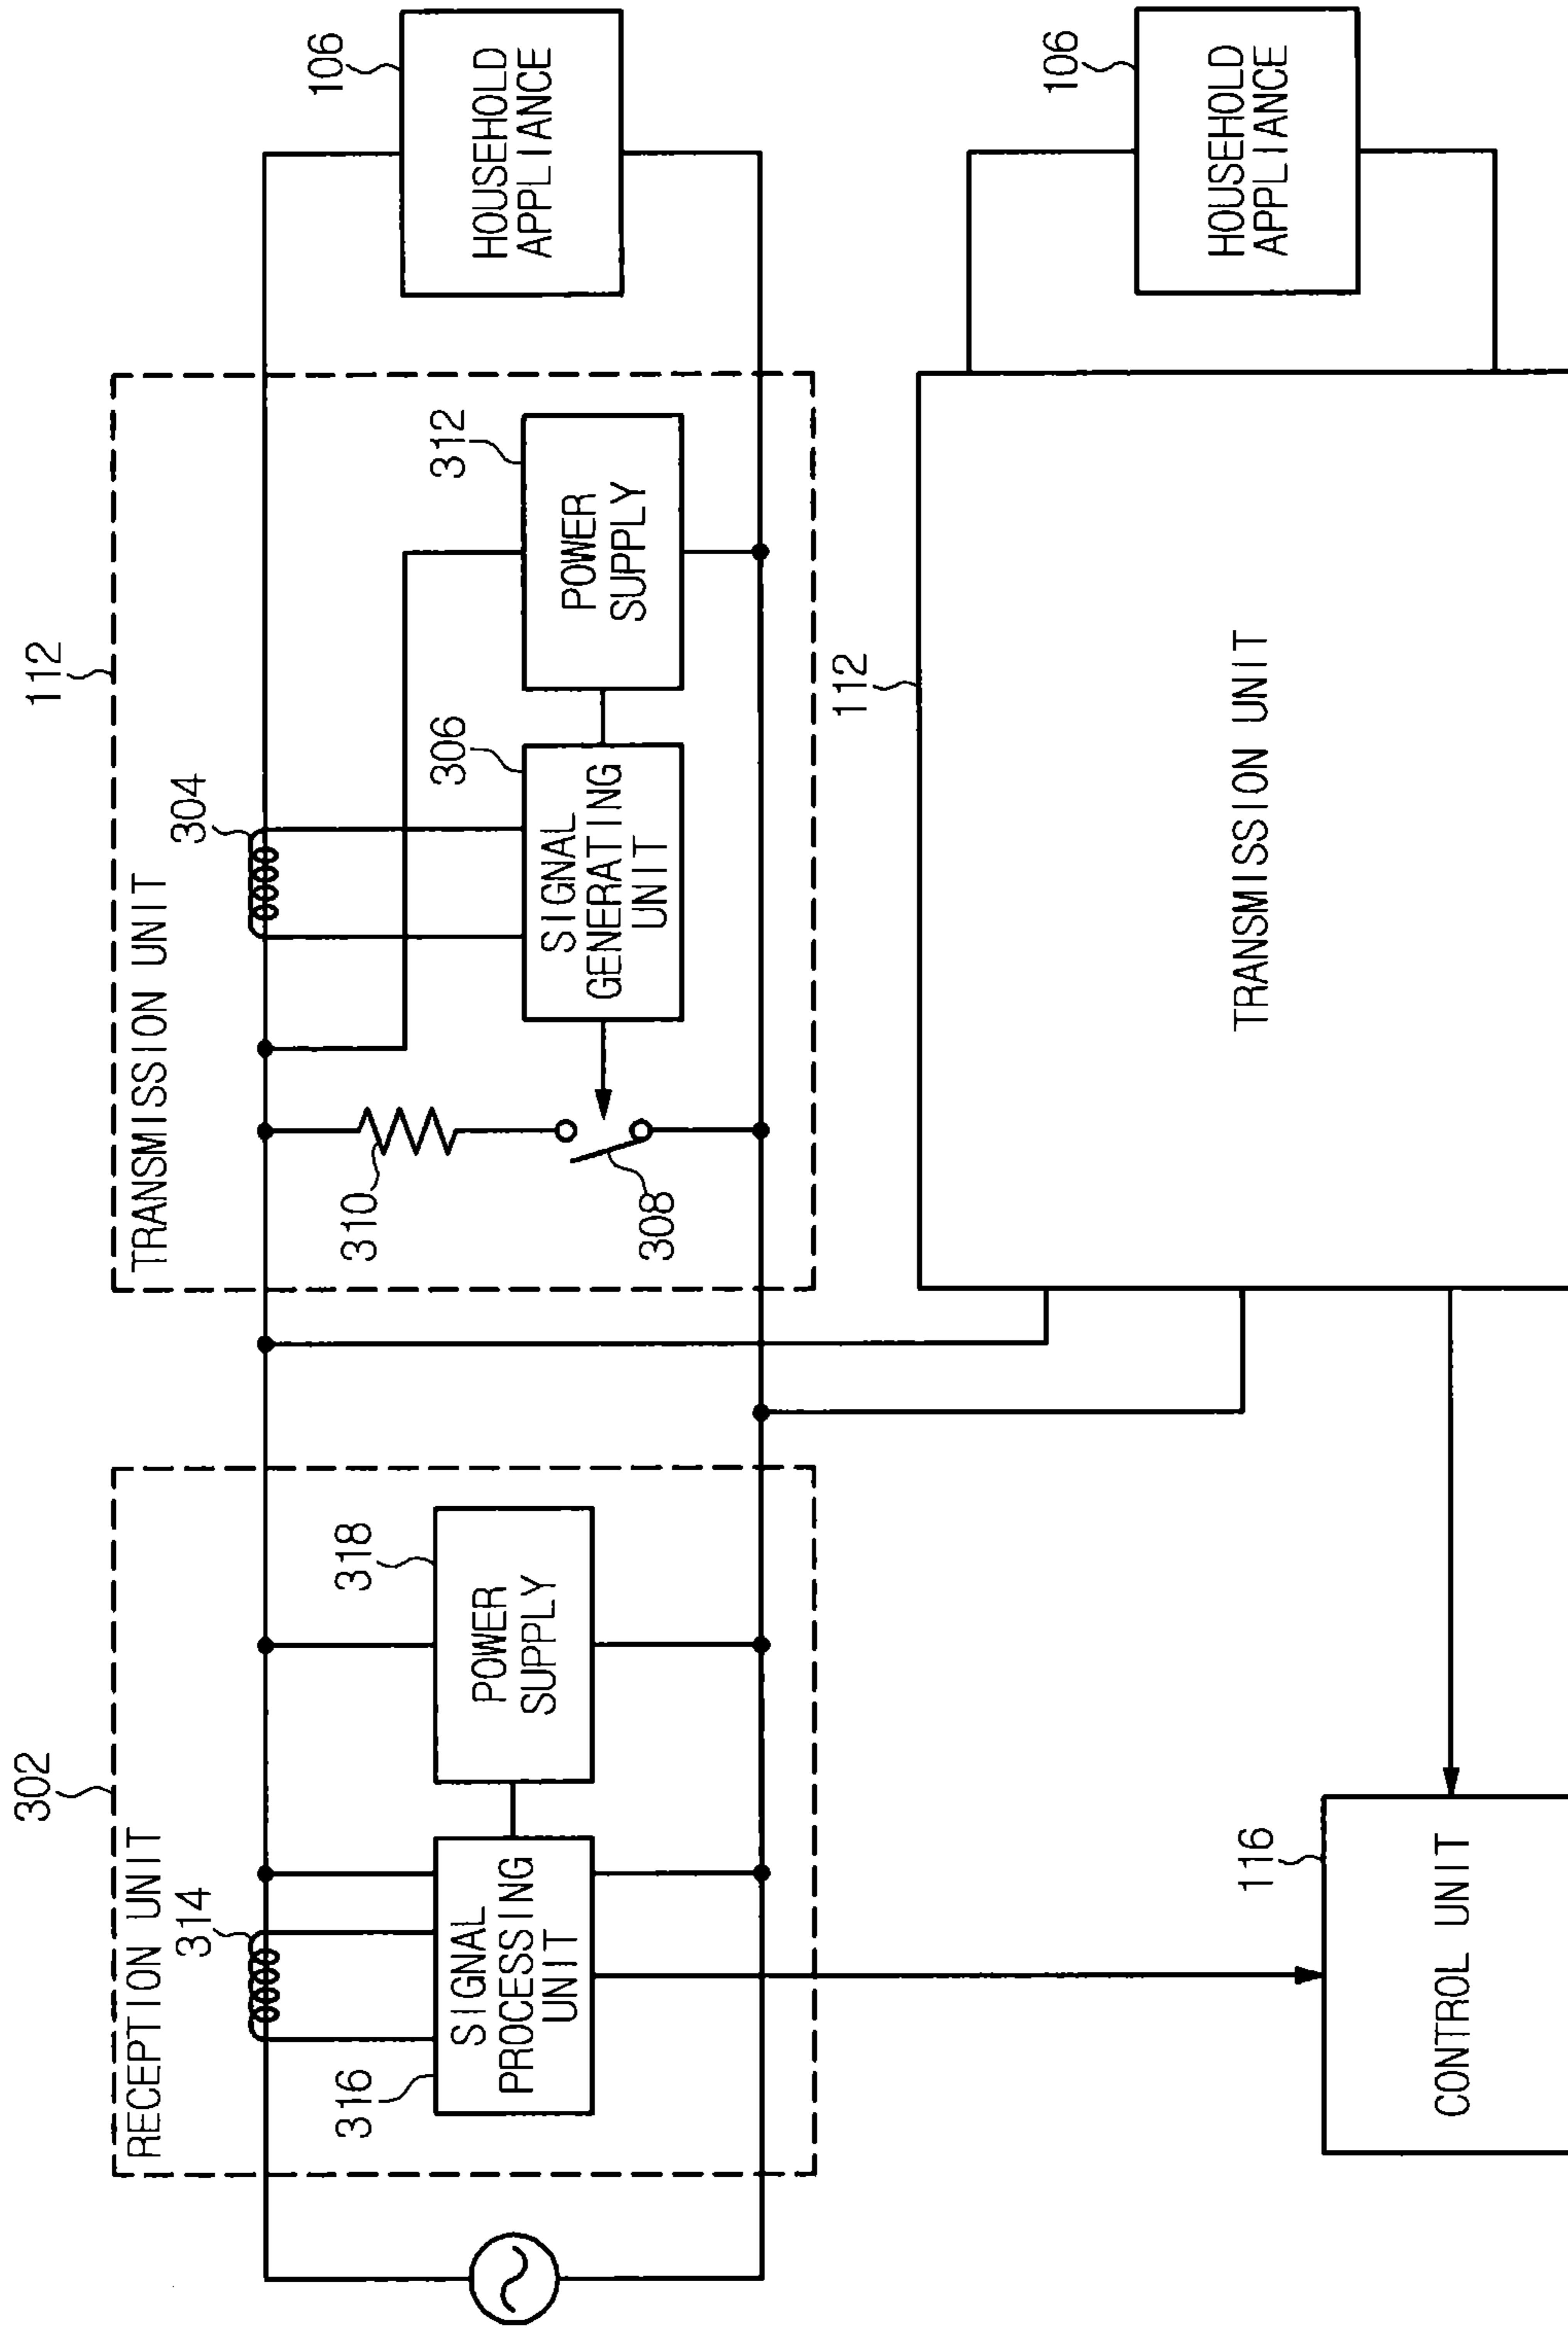 302
RECEPTION UNIT
314
316
SIGNAL
PROCESSING
UNIT
318
POWER
SUPPLY
112
TRANSMISSION UNIT
304
310
308
306
SIGNAL
GENERATING
UNIT
312
POWER
SUPPLY
106
HOUSEHOLD
APPLIANCE
116
CONTROL UNIT
112
TRANSMISSION UNIT
106
HOUSEHOLD
APPLIANCE